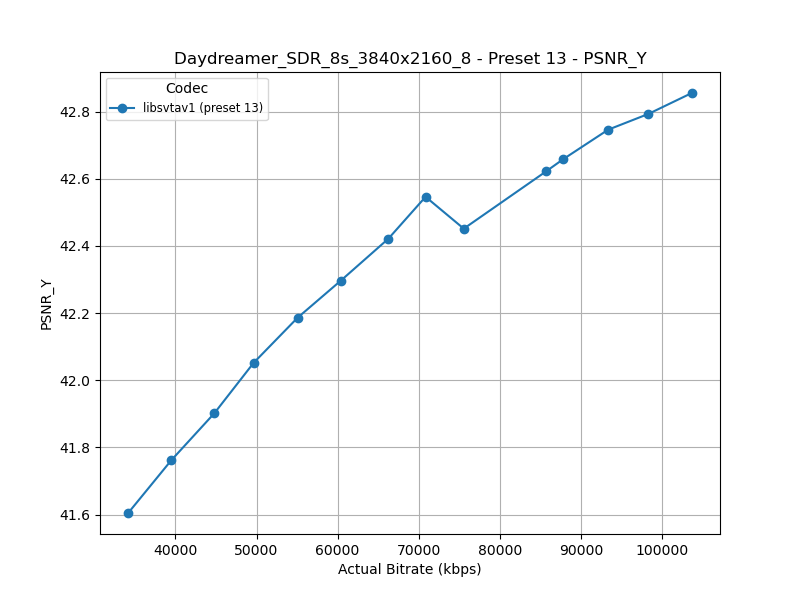 Daydreamer_SDR_8s_3840x2160_8 - Preset 13 - PSNR_Y
Codec
libsvtav1 (preset 13)
42.8
42.6
42.4
42.2
42.0
41.8
41.6
PSNR_Y
40000 50000 60000 70000 80000 90000 100000
Actual Bitrate (kbps)